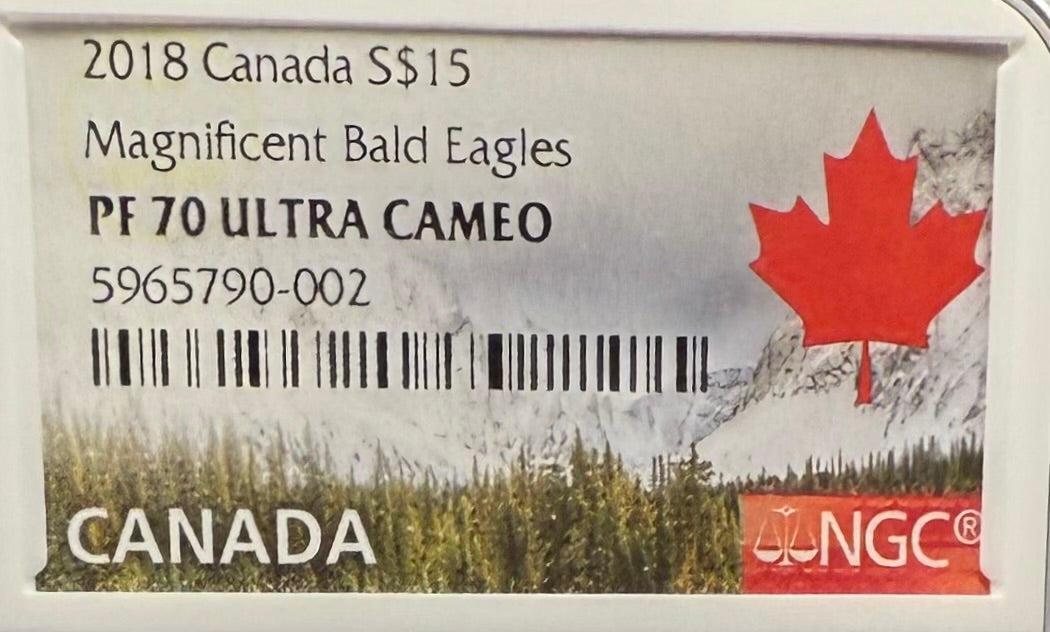 2018 Canada S$15
Magnificent Bald Eagles
PF 70 ULTRA CAMEO
5965790-002
CANADA
NGC®